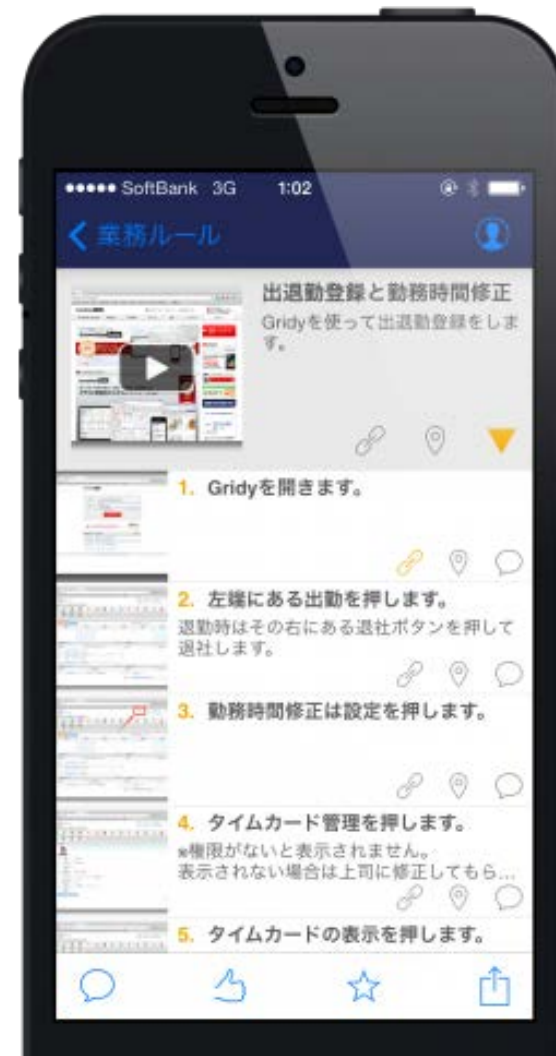 SoftBank 3G 1:02
業務ルール
出退勤登録と勤務時間修正
Gridyを使って出退勤登録をしま
す。
1. Gridyを開きます。
2. 左端にある出勤を押します。
退勤時はその右にある退社ボタンを押して
退社します。
3. 勤務時間修正は設定を押します。
4. タイムカード管理を押します。
※権限がないと表示されません。
表示されない場合は上司に修正してもら...
5. タイムカードの表示を押します。